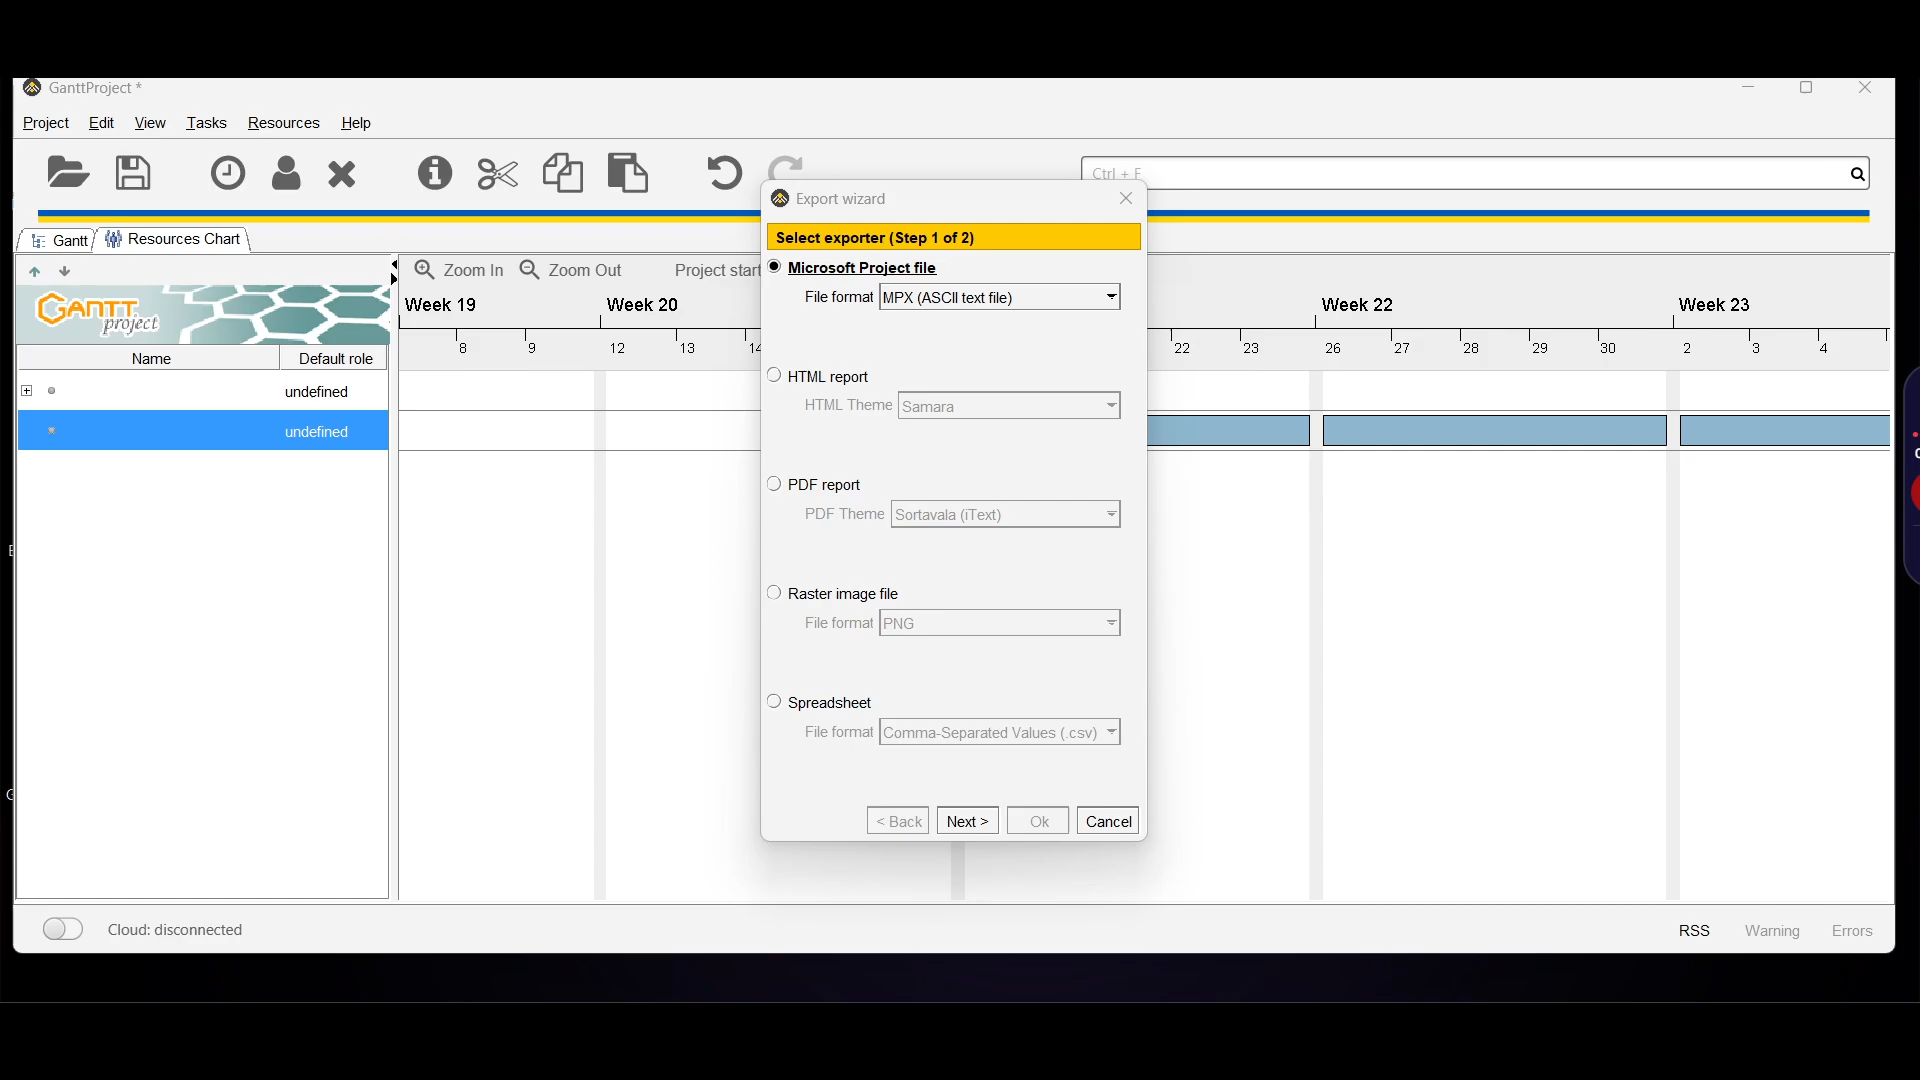 GanttProject *
Project Edit View Tasks Resources Help
Ctrl + F
Export wizard
Select exporter (Step 1 of 2)
Gantt Resources Chart
Microsoft Project file
Zoom In Zoom Out Project start
File format MPX (ASCII text file)
GANTT project
Week 19 Week 20 Week 22 Week 23
8 9 12 13 14 22 23 26 27 28 29 30 2 3 4
Name Default role
HTML report
undefined
HTML Theme Samara
undefined
PDF report
PDF Theme Sortavala (iText)
Raster image file
File format PNG
Spreadsheet
File format Comma-Separated Values (.csv)
< Back Next > Ok Cancel
Cloud: disconnected
RSS Warning Errors